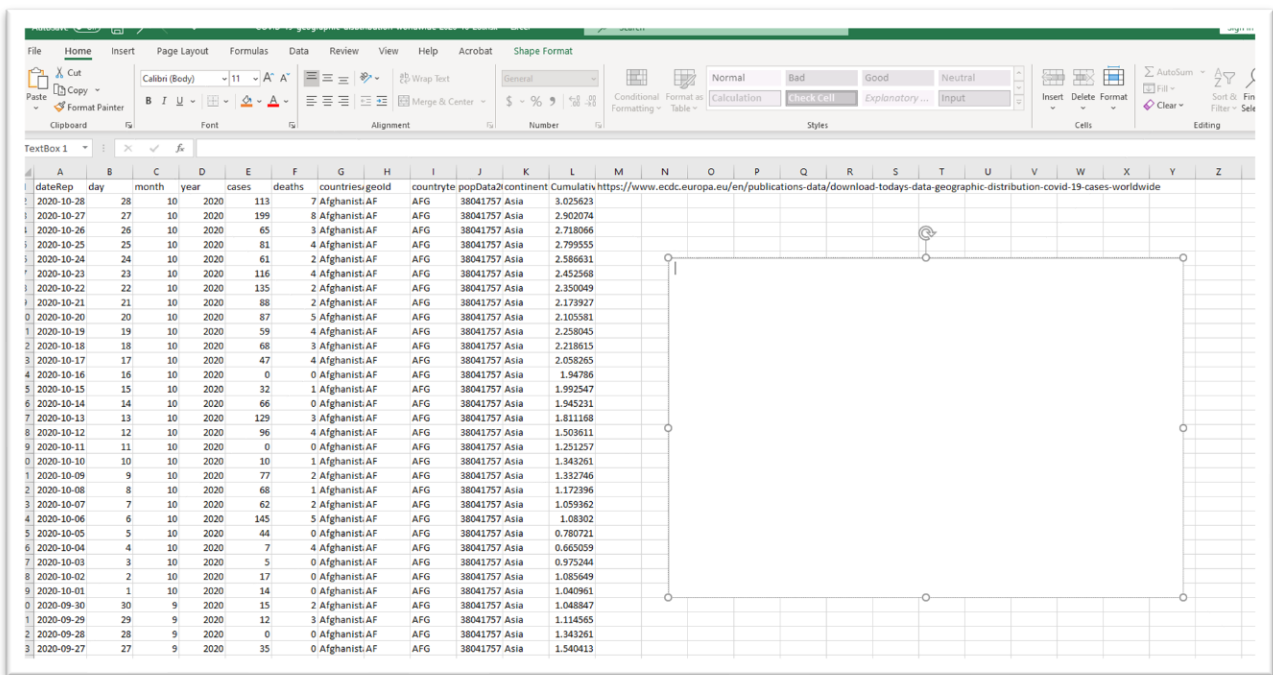 File Home Insert Page Layout Formulas Data Review View Help Acrobat Shape Format
Cut
Copy
Format Painter
Paste
Calibri (Body) 11 A A
B I U A
Wrap Text
Merge & Center
General
$ % 9
Conditional Formatting
Format as Table
Normal Bad Good Neutral
Calculation Check Cell Explanatory ... Input
Insert Delete Format
AutoSum
Fill
Clear
Sort & Filter
Clipboard Font Alignment Number Styles Cells Editing
TextBox 1 fx
A B C D E F G H I J K L M N O P Q R S T U V W X Y Z
dateRep day month year cases deaths countries geoId countryte popData2 continent Cumulativ https://www.ecdc.europa.eu/en/publications-data/download-todays-data-geographic-distribution-covid-19-cases-worldwide
2020-10-28 28 10 2020 113 7 Afghanist AF AFG 38041757 Asia 3.025623
2020-10-27 27 10 2020 199 8 Afghanist AF AFG 38041757 Asia 2.902074
2020-10-26 26 10 2020 65 3 Afghanist AF AFG 38041757 Asia 2.718066
2020-10-25 25 10 2020 81 4 Afghanist AF AFG 38041757 Asia 2.799555
2020-10-24 24 10 2020 61 2 Afghanist AF AFG 38041757 Asia 2.586631
2020-10-23 23 10 2020 116 4 Afghanist AF AFG 38041757 Asia 2.452568
2020-10-22 22 10 2020 135 2 Afghanist AF AFG 38041757 Asia 2.350049
2020-10-21 21 10 2020 88 2 Afghanist AF AFG 38041757 Asia 2.173927
2020-10-20 20 10 2020 87 5 Afghanist AF AFG 38041757 Asia 2.105581
2020-10-19 19 10 2020 59 4 Afghanist AF AFG 38041757 Asia 2.258045
2020-10-18 18 10 2020 68 3 Afghanist AF AFG 38041757 Asia 2.218615
2020-10-17 17 10 2020 47 4 Afghanist AF AFG 38041757 Asia 2.058265
2020-10-16 16 10 2020 0 0 Afghanist AF AFG 38041757 Asia 1.94786
2020-10-15 15 10 2020 32 1 Afghanist AF AFG 38041757 Asia 1.992547
2020-10-14 14 10 2020 66 0 Afghanist AF AFG 38041757 Asia 1.945231
2020-10-13 13 10 2020 129 3 Afghanist AF AFG 38041757 Asia 1.811168
2020-10-12 12 10 2020 96 4 Afghanist AF AFG 38041757 Asia 1.503611
2020-10-11 11 10 2020 0 0 Afghanist AF AFG 38041757 Asia 1.251257
2020-10-10 10 10 2020 10 1 Afghanist AF AFG 38041757 Asia 1.343261
2020-10-09 9 10 2020 77 2 Afghanist AF AFG 38041757 Asia 1.332746
2020-10-08 8 10 2020 68 1 Afghanist AF AFG 38041757 Asia 1.172396
2020-10-07 7 10 2020 62 2 Afghanist AF AFG 38041757 Asia 1.059362
2020-10-06 6 10 2020 145 5 Afghanist AF AFG 38041757 Asia 1.08302
2020-10-05 5 10 2020 44 0 Afghanist AF AFG 38041757 Asia 0.780721
2020-10-04 4 10 2020 7 4 Afghanist AF AFG 38041757 Asia 0.665059
2020-10-03 3 10 2020 5 0 Afghanist AF AFG 38041757 Asia 0.975244
2020-10-02 2 10 2020 17 0 Afghanist AF AFG 38041757 Asia 1.085649
2020-10-01 1 10 2020 14 0 Afghanist AF AFG 38041757 Asia 1.040961
2020-09-30 30 9 2020 15 2 Afghanist AF AFG 38041757 Asia 1.048847
2020-09-29 29 9 2020 12 3 Afghanist AF AFG 38041757 Asia 1.114565
2020-09-28 28 9 2020 0 0 Afghanist AF AFG 38041757 Asia 1.343261
2020-09-27 27 9 2020 35 0 Afghanist AF AFG 38041757 Asia 1.540413